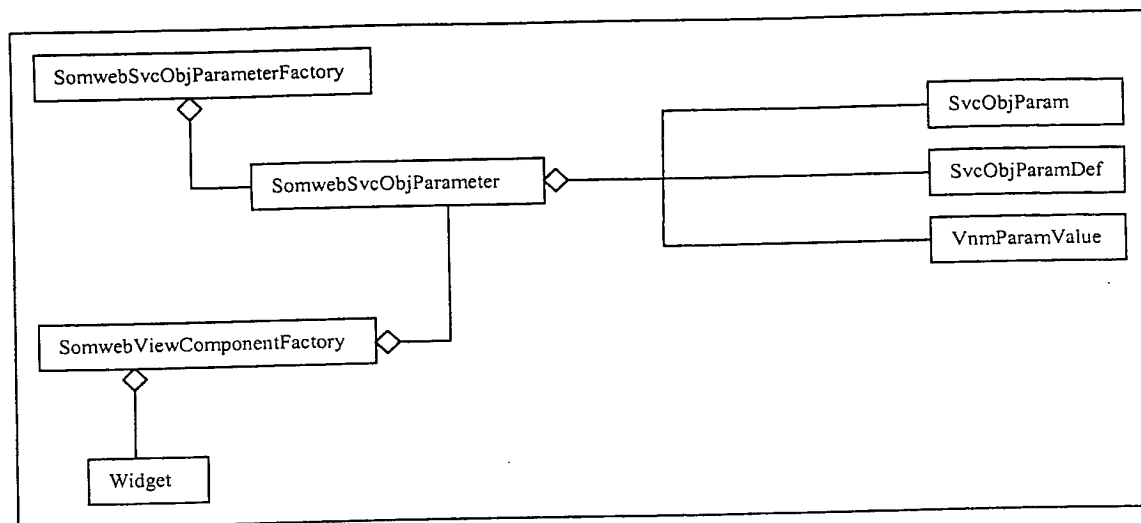 SomwebSvcObjParameterFactory
SvcObjParam
SomwebSvcObjParameter
SvcObjParamDef
VnmParamValue
SomwebViewComponentFactory
Widget